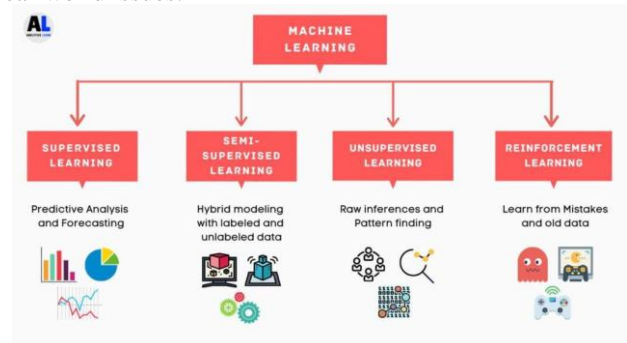 AL
MACHINE
LEARNING
SUPERVISED
LEARNING
SEMI-
SUPERVISED
LEARNING
UNSUPERVISED
LEARNING
REINFORCEMENT
LEARNING
Predictive Analysis
and Forecasting
Hybrid modeling
with labeled and
unlabeled data
Raw inferences and
Pattern finding
Learn from Mistakes
and old data